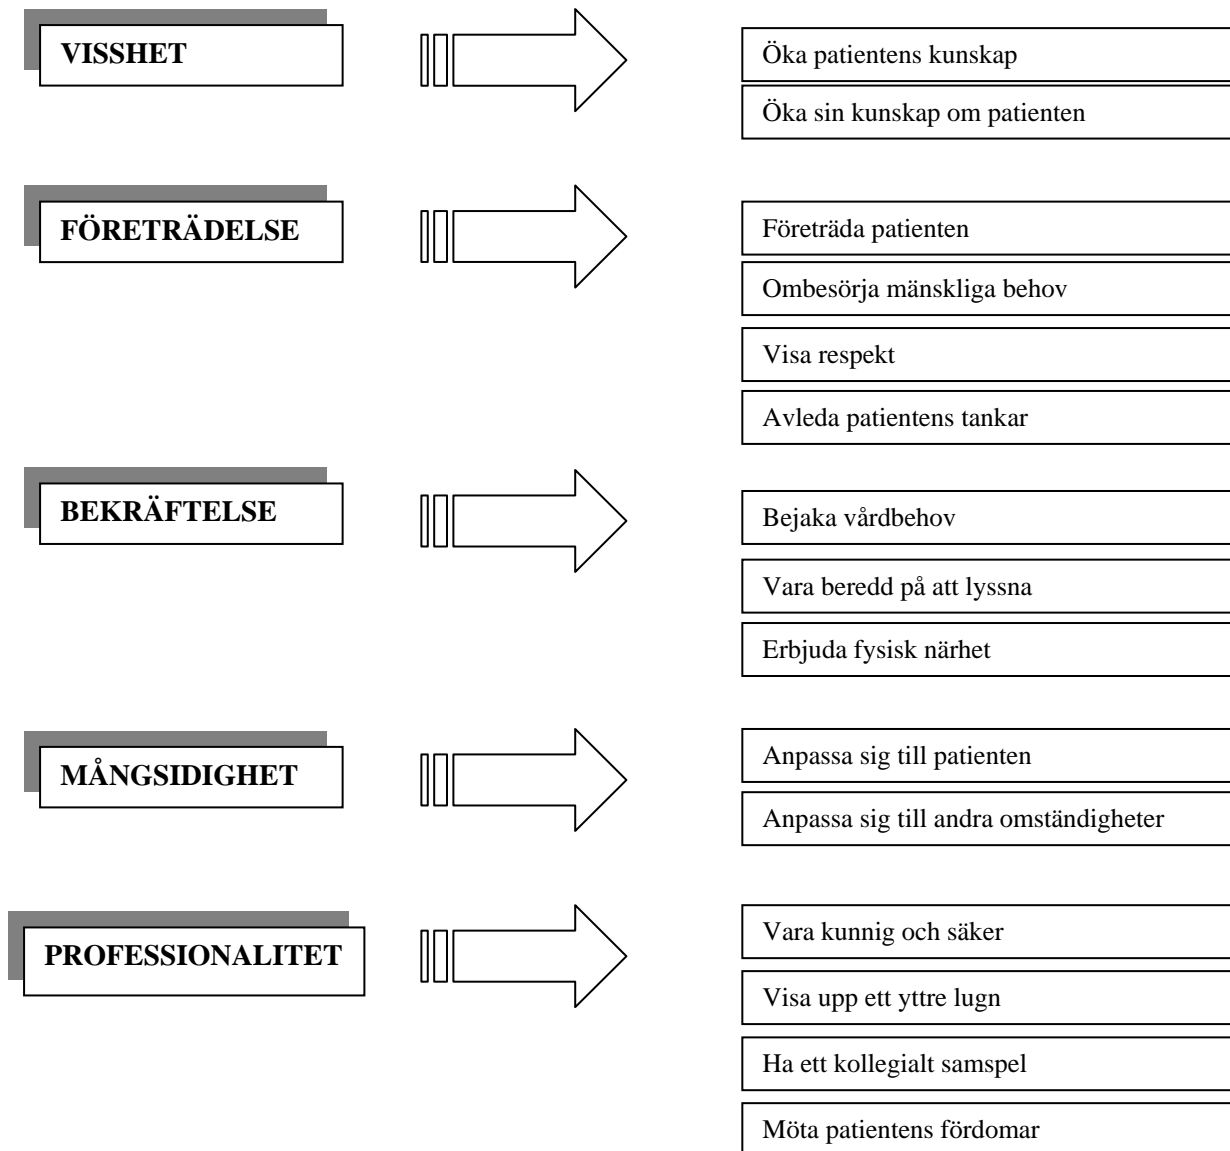 VISSHET
Öka patientens kunskap
Öka sin kunskap om patienten
FÖRETRÄDELSE
Företräda patienten
Ombesörja mänskliga behov
Visa respekt
Avleda patientens tankar
BEKRÄFTELSE
Bejaka vårdbehov
Vara beredd på att lyssna
Erbjuda fysisk närhet
MÅNGSIDIGHET
Anpassa sig till patienten
Anpassa sig till andra omständigheter
PROFESSIONALITET
Vara kunnig och säker
Visa upp ett yttre lugn
Ha ett kollegialt samspel
Möta patientens fördomar